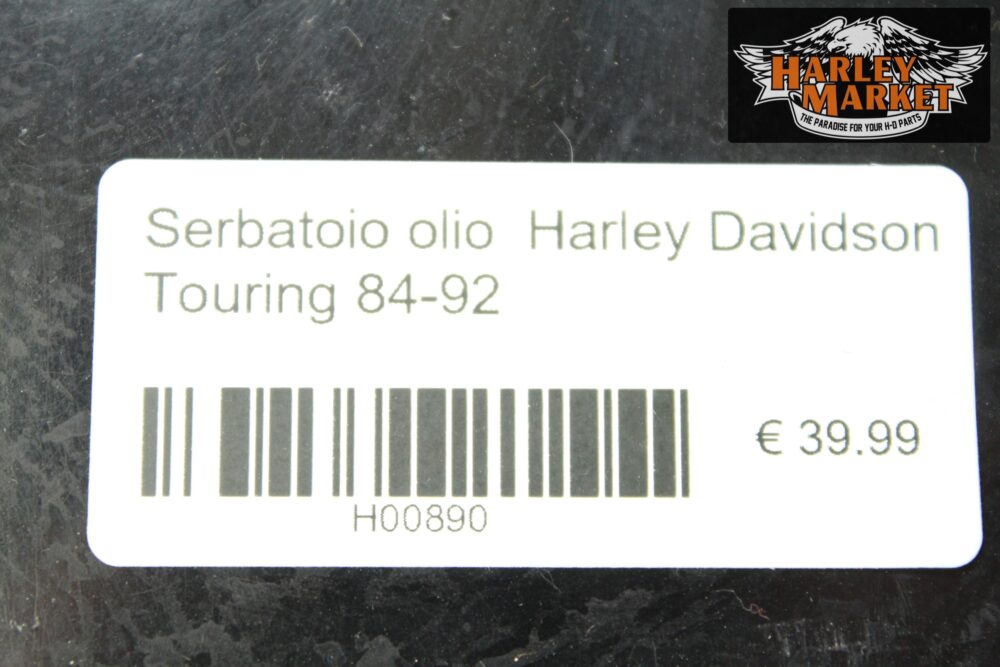 HARLEY
MARKET
THE PARADISE FOR YOUR H-D PARTS
Serbatoio olio  Harley Davidson
Touring 84-92
€ 39.99
H00890